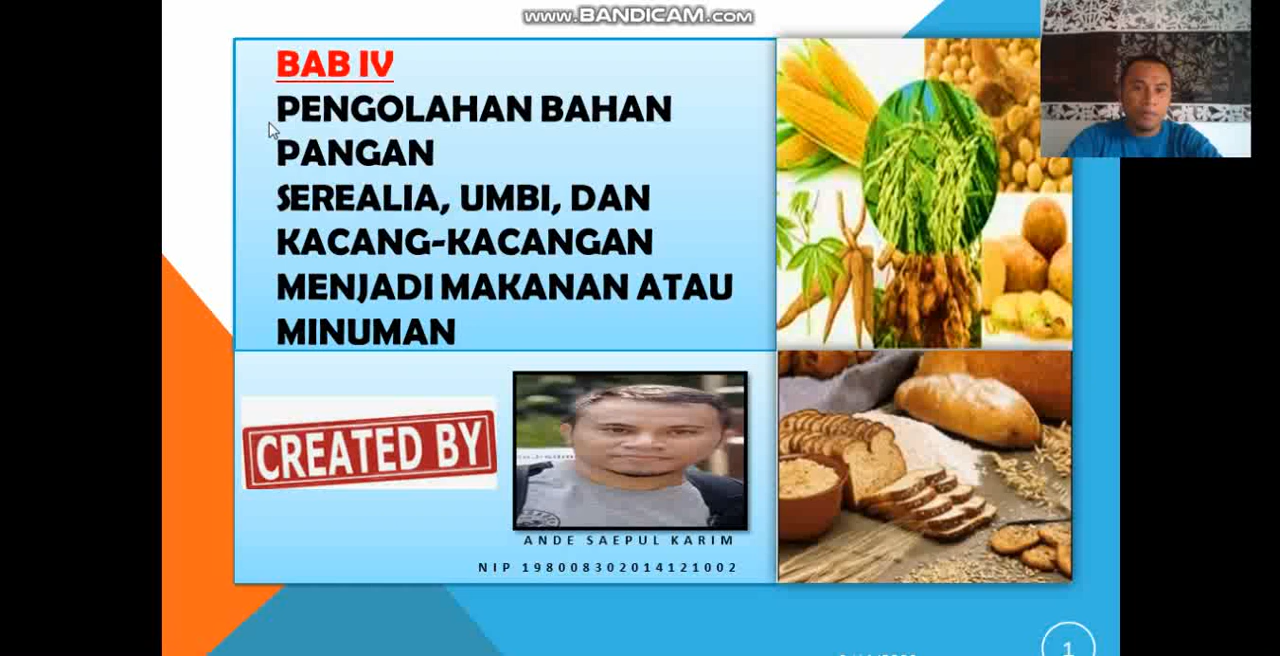 www.BANDICAM.com
BAB IV
PENGOLAHAN BAHAN
PANGAN
SEREALIA, UMBI, DAN
KACANG-KACANGAN
MENJADI MAKANAN ATAU
MINUMAN
CREATED BY
ANDE SAEPUL KARIM
NIP 198008302014121002
1